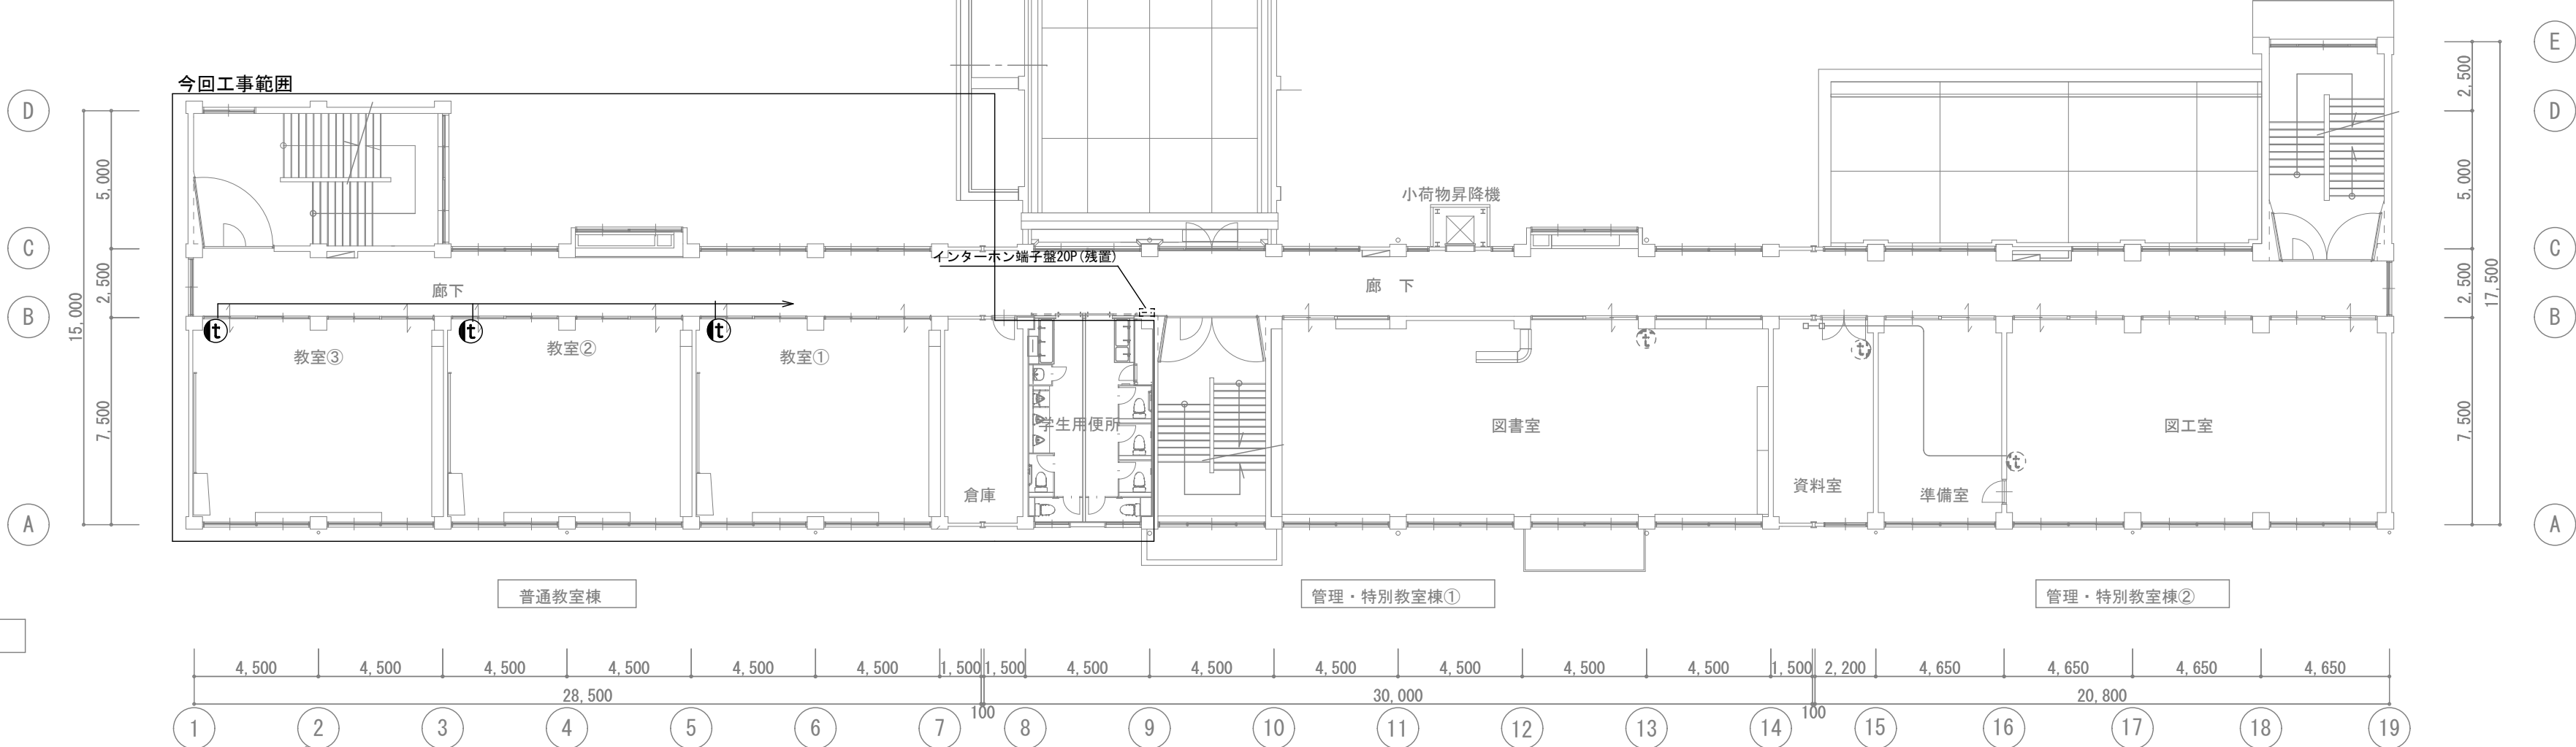 今回工事範囲
E
D
D
2,500
5,000
5,000
小荷物昇降機
C
C
インターホン端子盤20P(残置)
2,500
廊下
廊 下
2,500
17,500
15,000
B
B
t
t
t
t
t
教室③
教室②
教室①
7,500
学生用便所
図書室
図工室
7,500
t
倉庫
資料室
準備室
A
A
普通教室棟
管理・特別教室棟①
管理・特別教室棟②
4,500 4,500 4,500 4,500 4,500 4,500 1,500 1,500 4,500 4,500 4,500 4,500 4,500 4,500 1,500 2,200 4,650 4,650 4,650 4,650
28,500 30,000 20,800
100 100
1 2 3 4 5 6 7 8 9 10 11 12 13 14 15 16 17 18 19